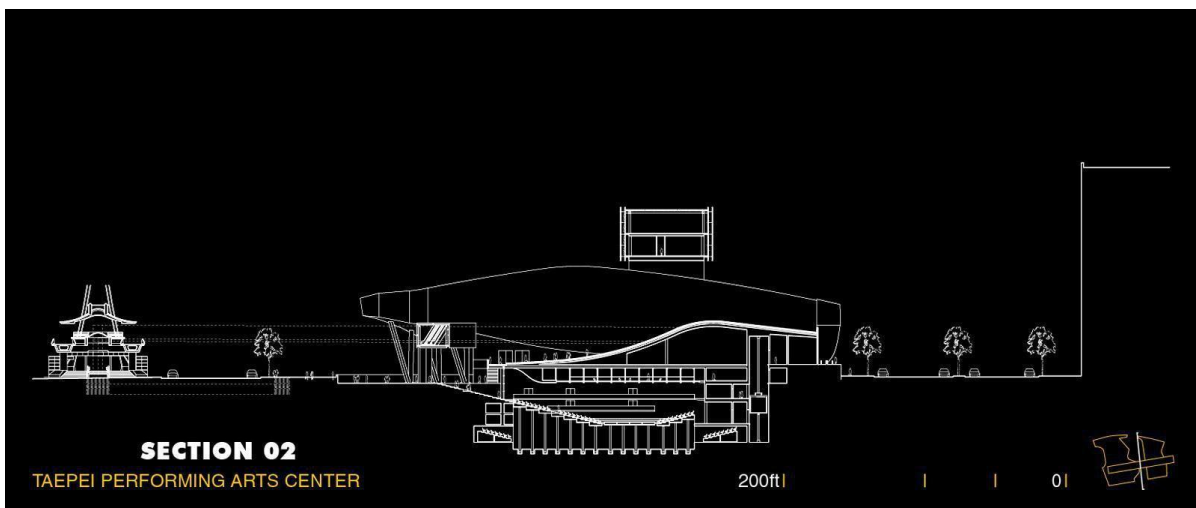 SECTION 02
TAEPEI PERFORMING ARTS CENTER
200ft
0